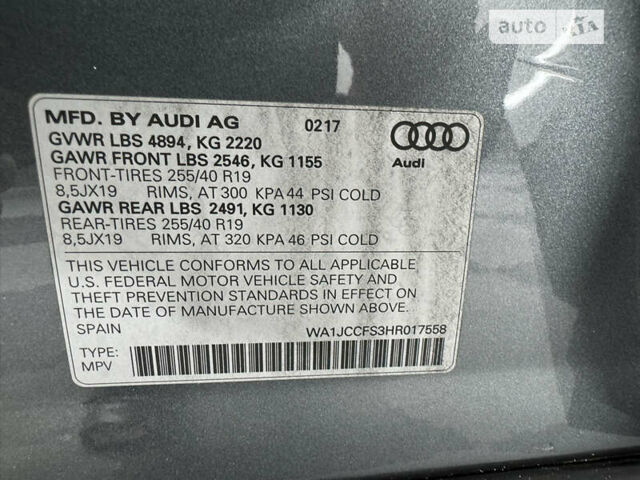 auto RIA
MFD. BY AUDI AG 0217
GVWR LBS 4894, KG 2220
GAWR FRONT LBS 2546, KG 1155
FRONT-TIRES 255/40 R19
8,5JX19 RIMS, AT 300 KPA 44 PSI COLD
GAWR REAR LBS 2491, KG 1130
REAR-TIRES 255/40 R19
8,5JX19 RIMS, AT 320 KPA 46 PSI COLD
Audi
THIS VEHICLE CONFORMS TO ALL APPLICABLE
U.S. FEDERAL MOTOR VEHICLE SAFETY AND
THEFT PREVENTION STANDARDS IN EFFECT ON
THE DATE OF MANUFACTURE SHOWN ABOVE.
SPAIN WA1JCCFS3HR017558
TYPE:
MPV